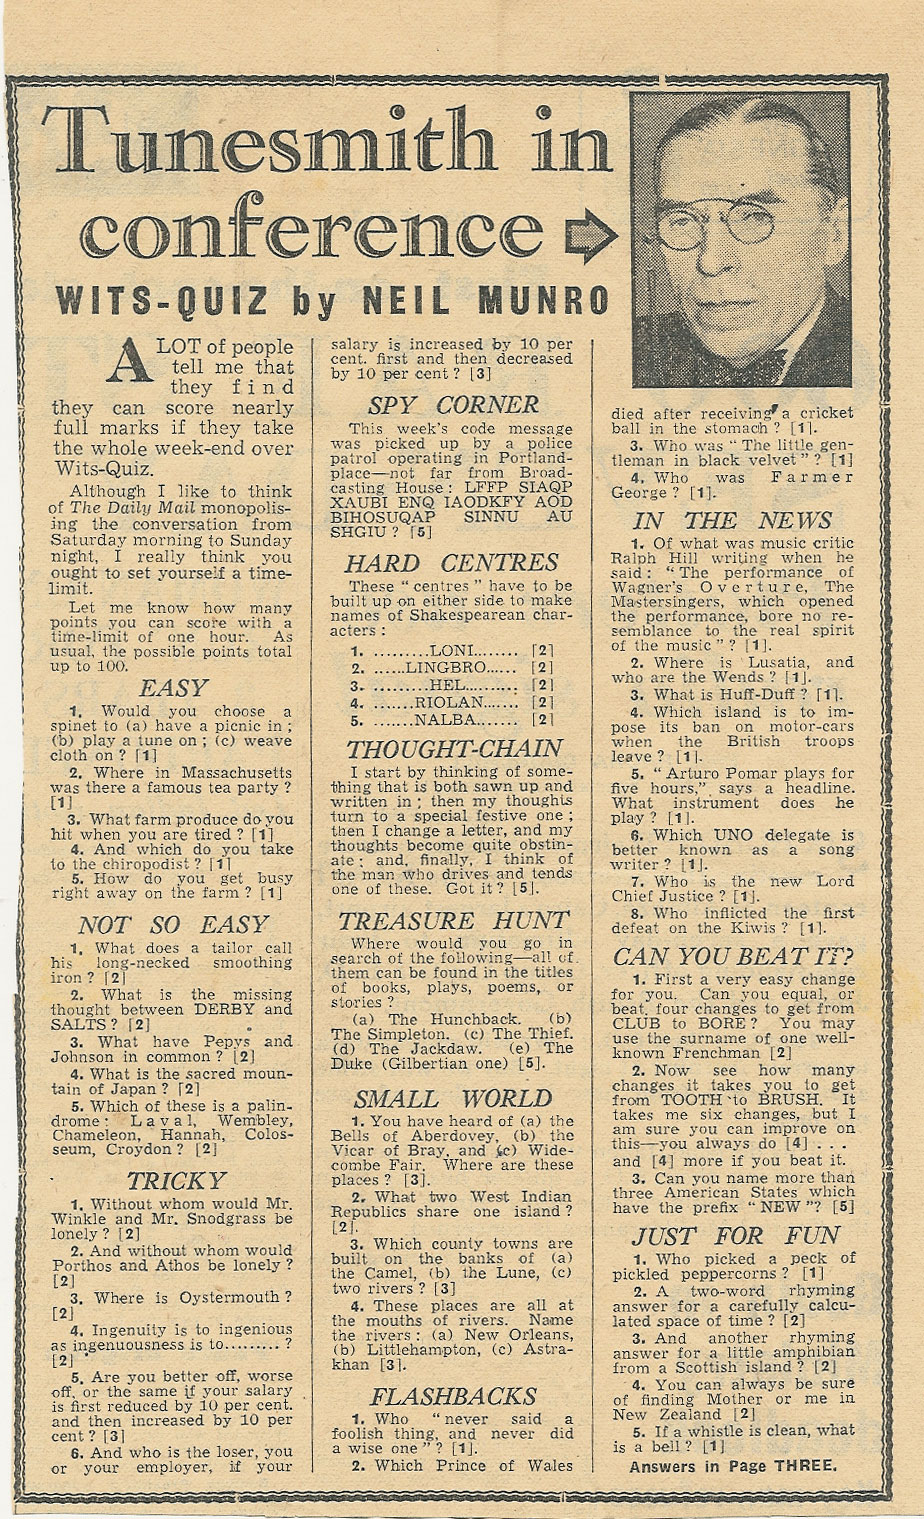 Tunesmith in
conference
WITS-QUIZ by NEIL MUNRO
A LOT of people
tell me that
they find
they can score nearly
full marks if they take
the whole week-end over
Wits-Quiz.
Although I like to think
of The Daily Mail monopolis-
ing the conversation from
Saturday morning to Sunday
night, I really think you
ought to set yourself a time-
limit.
Let me know how many
points you can score with a
time-limit of one hour. As
usual, the possible points total
up to 100.
EASY
1. Would you choose a
spinet to (a) have a picnic in;
(b) play a tune on; (c) weave
cloth on? [1]
2. Where in Massachusetts
was there a famous tea party?
[1]
3. What farm produce do you
hit when you are tired? [1]
4. And which do you take
to the chiropodist? [1]
5. How do you get busy
right away on the farm? [1]
NOT SO EASY
1. What does a tailor call
his long-necked smoothing
iron? [2]
2. What is the missing
thought between DERBY and
SALTS? [2]
3. What have Pepys and
Johnson in common? [2]
4. What is the sacred moun-
tain of Japan? [2]
5. Which of these is a palin-
drome: Laval, Wembley,
Chameleon, Hannah, Colos-
seum, Croydon? [2]
TRICKY
1. Without whom would Mr.
Winkle and Mr. Snodgrass be
lonely? [2]
2. And without whom would
Porthos and Athos be lonely?
[2]
3. Where is Oystermouth?
[2]
4. Ingenuity is to ingenious
as ingenuousness is to.........?
[2]
5. Are you better off, worse
off, or the same if your salary
is first reduced by 10 per cent.
and then increased by 10 per
cent? [3]
6. And who is the loser, you
or your employer, if your
salary is increased by 10 per
cent. first and then decreased
by 10 per cent? [3]
SPY CORNER
This week's code message
was picked up by a police
patrol operating in Portland-
place—not far from Broad-
casting House: LFFP SIAQP
XAUBI ENQ IAODKFY AOD
BIHOSUQAP SINNU AU
SHGIU? [5]
HARD CENTRES
These "centres" have to be
built up on either side to make
names of Shakespearean char-
acters:
1. .........LONI........ [2]
2. ......LINGBRO...... [2]
3. .........HEL.......... [2]
4. .......RIOLAN....... [2]
5. .......NALBA....... [2]
THOUGHT-CHAIN
I start by thinking of some-
thing that is both sawn up and
written in; then my thoughts
turn to a special festive one;
then I change a letter, and my
thoughts become quite obstin-
ate; and, finally, I think of
the man who drives and tends
one of these. Got it? [5].
TREASURE HUNT
Where would you go in
search of the following—all of
them can be found in the titles
of books, plays, poems, or
stories?
(a) The Hunchback. (b)
The Simpleton. (c) The Thief.
(d) The Jackdaw. (e) The
Duke (Gilbertian one) [5].
SMALL WORLD
1. You have heard of (a) the
Bells of Aberdovey, (b) the
Vicar of Bray, and (c) Wide-
combe Fair. Where are these
places? [3].
2. What two West Indian
Republics share one island?
[2].
3. Which county towns are
built on the banks of (a)
the Camel, (b) the Lune, (c)
two rivers? [3]
4. These places are all at
the mouths of rivers. Name
the rivers: (a) New Orleans,
(b) Littlehampton, (c) Astra-
khan [3].
FLASHBACKS
1. Who "never said a
foolish thing, and never did
a wise one"? [1].
2. Which Prince of Wales
died after receiving a cricket
ball in the stomach? [1].
3. Who was "The little gen-
tleman in black velvet"? [1]
4. Who was Farmer
George? [1].
IN THE NEWS
1. Of what was music critic
Ralph Hill writing when he
said: "The performance of
Wagner's Overture, The
Mastersingers, which opened
the performance, bore no re-
semblance to the real spirit
of the music"? [1].
2. Where is Lusatia, and
who are the Wends? [1].
3. What is Huff-Duff? [1].
4. Which island is to im-
pose its ban on motor-cars
when the British troops
leave? [1].
5. "Arturo Pomar plays for
five hours," says a headline.
What instrument does he
play? [1].
6. Which UNO delegate is
better known as a song
writer? [1].
7. Who is the new Lord
Chief Justice? [1].
8. Who inflicted the first
defeat on the Kiwis? [1].
CAN YOU BEAT IT?
1. First a very easy change
for you. Can you equal, or
beat, four changes to get from
CLUB to BORE? You may
use the surname of one well-
known Frenchman [2]
2. Now see how many
changes it takes you to get
from TOOTH to BRUSH. It
takes me six changes, but I
am sure you can improve on
this—you always do [4] . . .
and [4] more if you beat it.
3. Can you name more than
three American States which
have the prefix "NEW"? [5]
JUST FOR FUN
1. Who picked a peck of
pickled peppercorns? [1]
2. A two-word rhyming
answer for a carefully calcu-
lated space of time? [2]
3. And another rhyming
answer for a little amphibian
from a Scottish island? [2]
4. You can always be sure
of finding Mother or me in
New Zealand [2]
5. If a whistle is clean, what
is a bell? [1]
Answers in Page THREE.